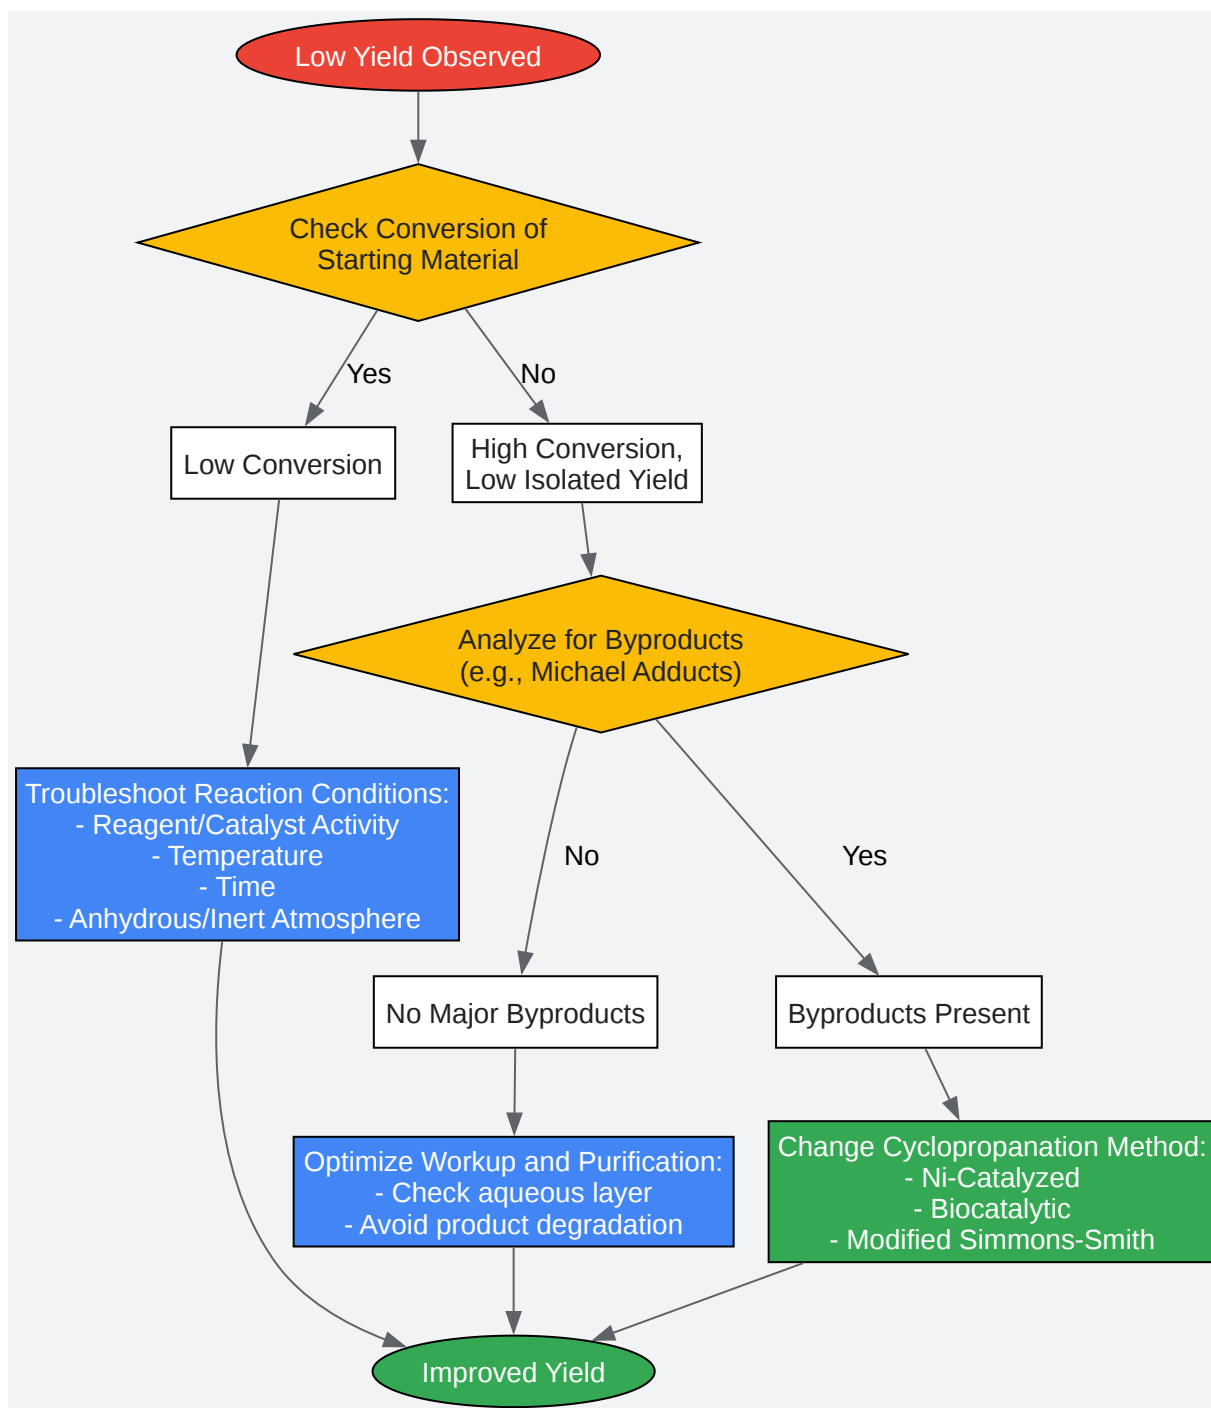 Low Yield Observed
Check Conversion of
Starting Material
Yes
No
Low Conversion
High Conversion,
Low Isolated Yield
Analyze for Byproducts
(e.g., Michael Adducts)
Troubleshoot Reaction Conditions:
- Reagent/Catalyst Activity
- Temperature
- Time
- Anhydrous/Inert Atmosphere
No
Yes
No Major Byproducts
Byproducts Present
Optimize Workup and Purification:
- Check aqueous layer
- Avoid product degradation
Change Cyclopropanation Method:
- Ni-Catalyzed
- Biocatalytic
- Modified Simmons-Smith
Improved Yield